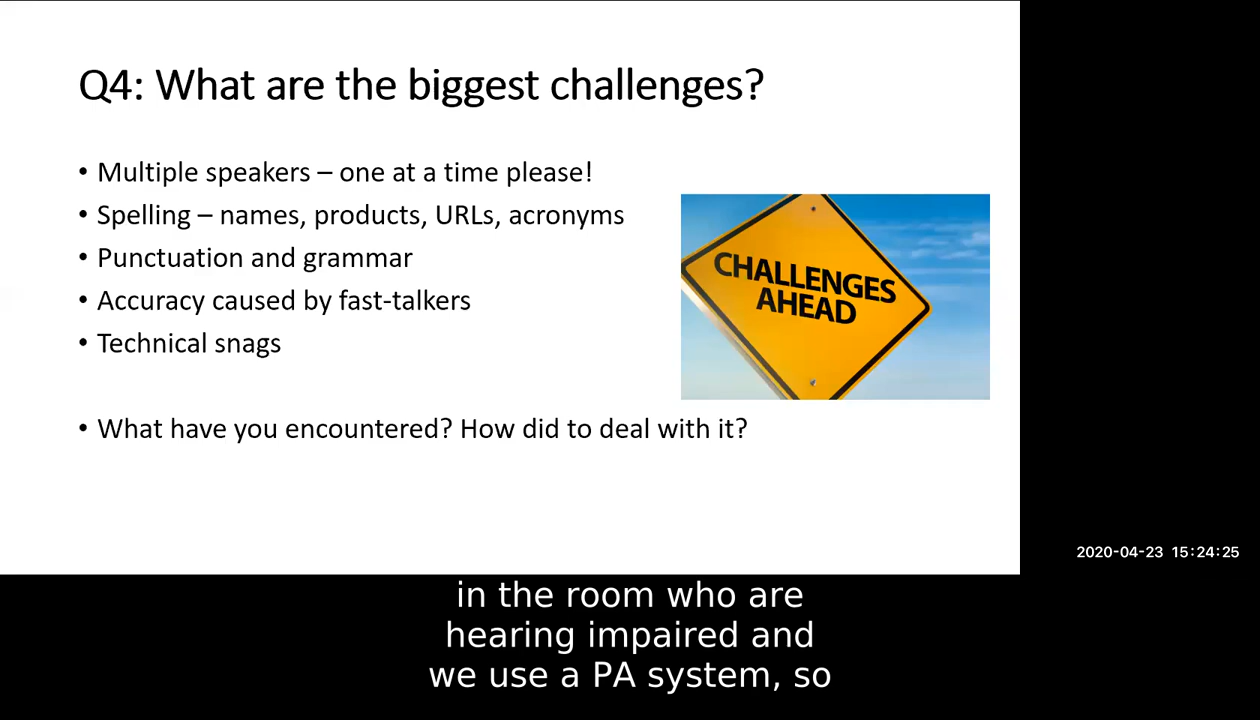 Q4: What are the biggest challenges?
• Multiple speakers – one at a time please!
• Spelling – names, products, URLs, acronyms
• Punctuation and grammar
• Accuracy caused by fast-talkers
• Technical snags
CHALLENGES
AHEAD
• What have you encountered? How did to deal with it?
2020-04-23 15:24:25
in the room who are
hearing impaired and
we use a PA system, so